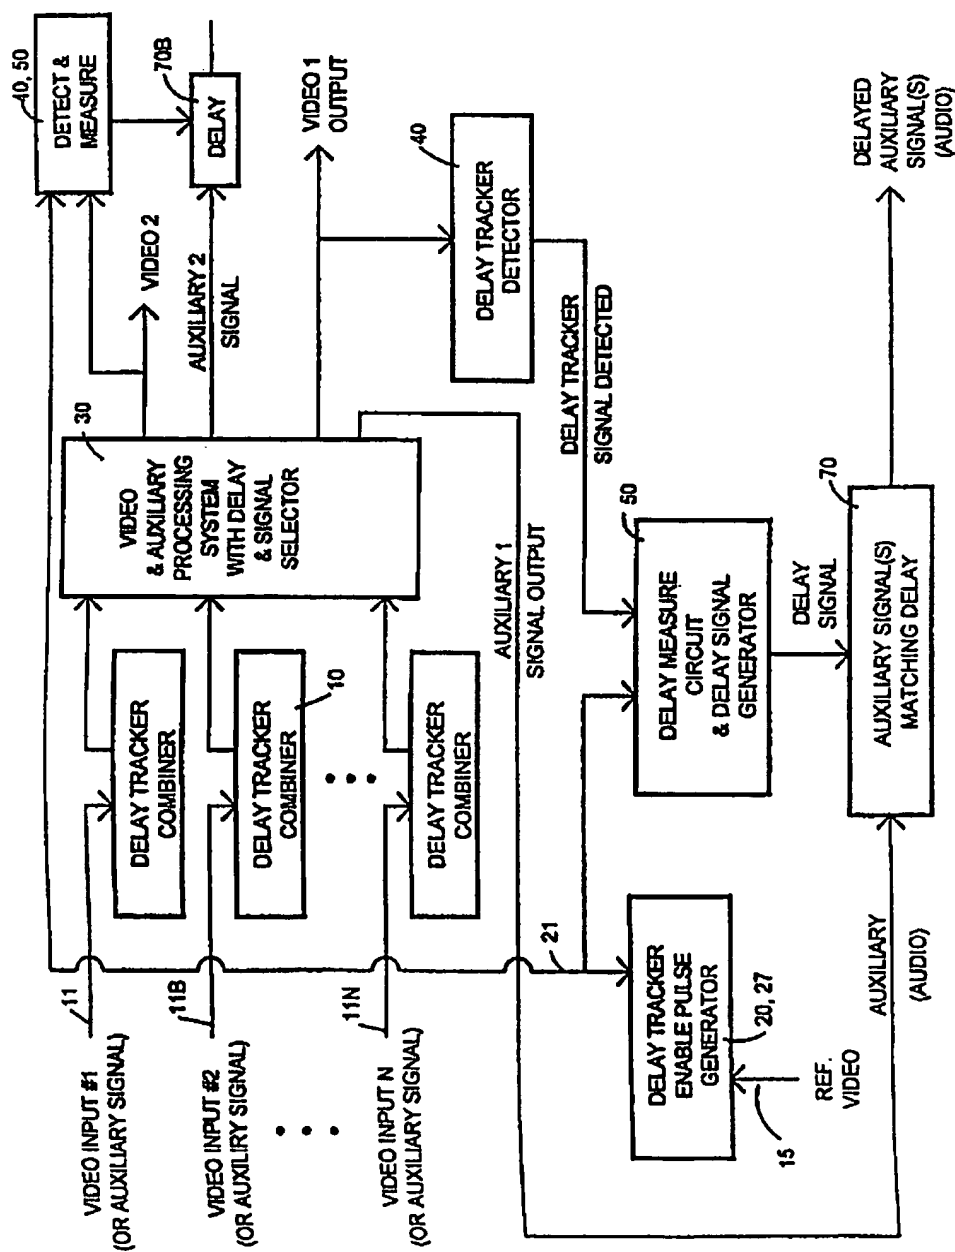 VIDEO INPUT #1
(OR AUXILIARY SIGNAL)
11
VIDEO INPUT #2
(OR AUXILIRY SIGNAL)
11B
VIDEO INPUT N
(OR AUXILIARY SIGNAL)
11N
DELAY TRACKER
COMBINER
DELAY TRACKER
COMBINER
10
DELAY TRACKER
COMBINER
30
VIDEO
& AUXILIARY
PROCESSING
SYSTEM
WITH DELAY
& SIGNAL
SELECTOR
40, 50
DETECT &
MEASURE
VIDEO 2
AUXILIARY 2
SIGNAL
70B
DELAY
VIDEO 1
OUTPUT
40
DELAY TRACKER
DETECTOR
AUXILIARY 1
SIGNAL OUTPUT
DELAY TRACKER
SIGNAL DETECTED
21
DELAY TRACKER
ENABLE PULSE
GENERATOR
20, 27
15
REF.
VIDEO
50
DELAY MEASURE
CIRCUIT
& DELAY SIGNAL
GENERATOR
DELAY
SIGNAL
AUXILIARY
(AUDIO)
70
AUXILIARY SIGNAL(S)
MATCHING DELAY
DELAYED
AUXILIARY
SIGNAL(S)
(AUDIO)